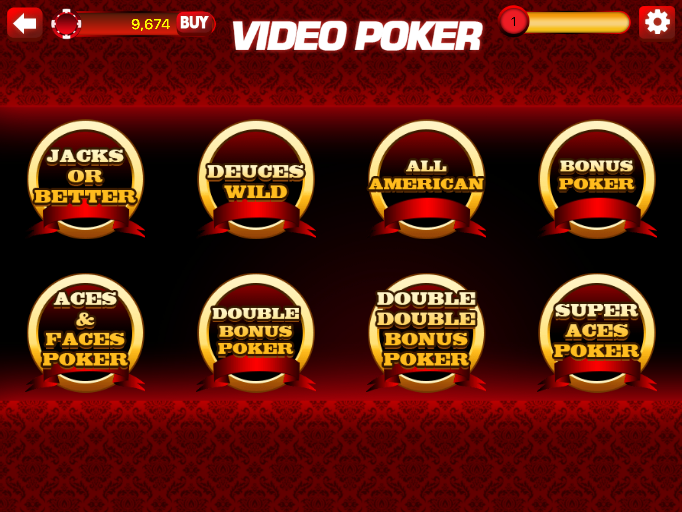 9,674 BUY
VIDEO POKER
1
JACKS
OR
BETTER
DEUCES
WILD
ALL
AMERICAN
BONUS
POKER
ACES
&
FACES
POKER
DOUBLE
BONUS
POKER
DOUBLE
DOUBLE
BONUS
POKER
SUPER
ACES
POKER